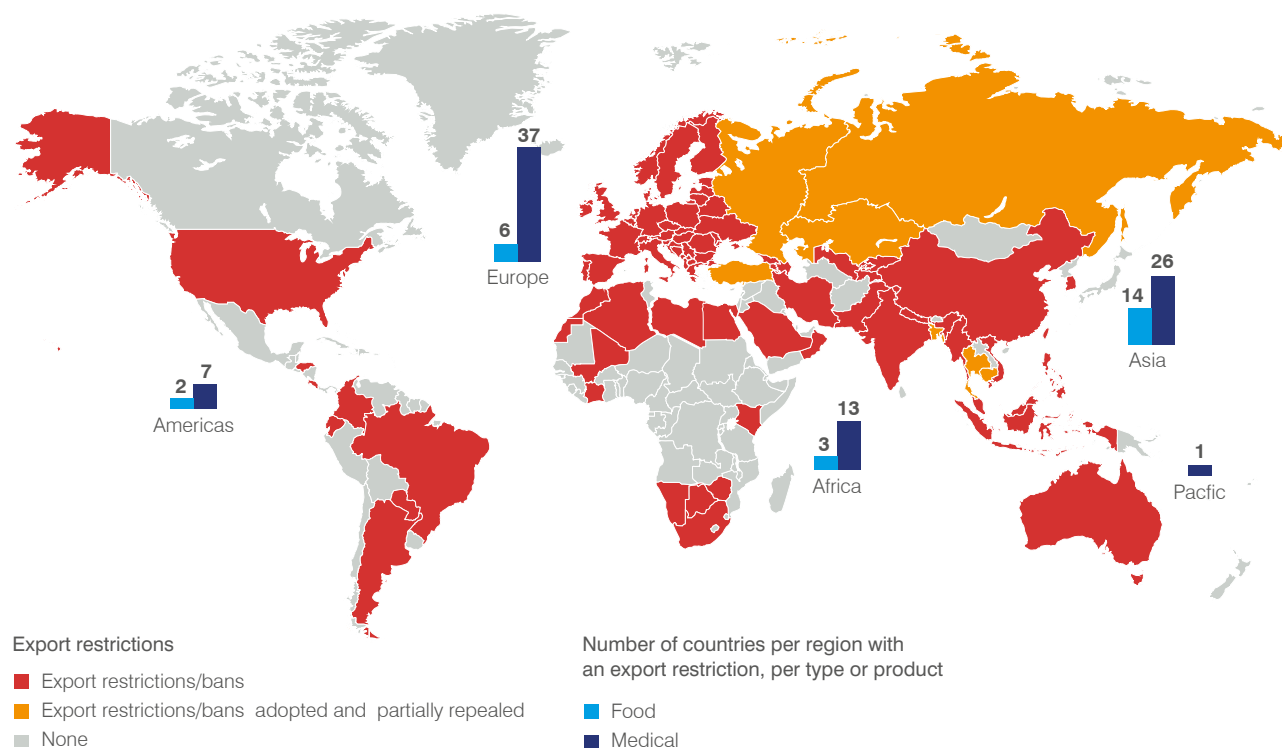 37
6
Europe
26
14
Asia
2
7
Americas
13
3
Africa
1
Pacfic
Export restrictions
Export restrictions/bans
Export restrictions/bans adopted and partially repealed
None
Number of countries per region with
an export restriction, per type or product
Food
Medical